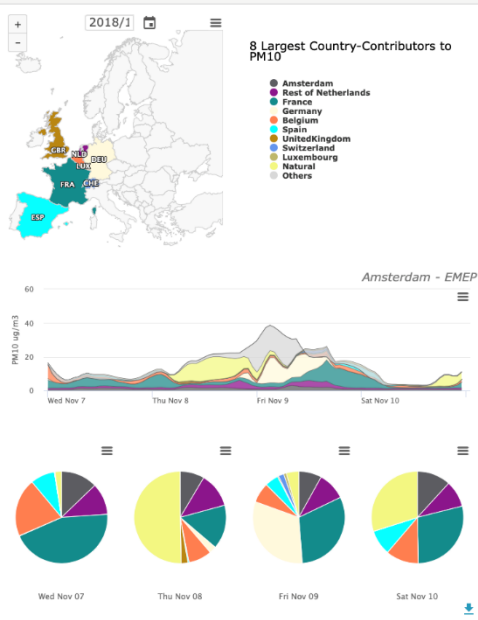 +
-
2018/1
8 Largest Country-Contributors to
PM10
Amsterdam
Rest of Netherlands
France
Germany
Belgium
Spain
UnitedKingdom
Switzerland
Luxembourg
Natural
Others
GBR
NLD
DEU
LUX
FRA
CHE
ESP
Amsterdam - EMEP
PM10 ug/m3
60
40
20
0
Wed Nov 7
Thu Nov 8
Fri Nov 9
Sat Nov 10
Wed Nov 07
Thu Nov 08
Fri Nov 09
Sat Nov 10